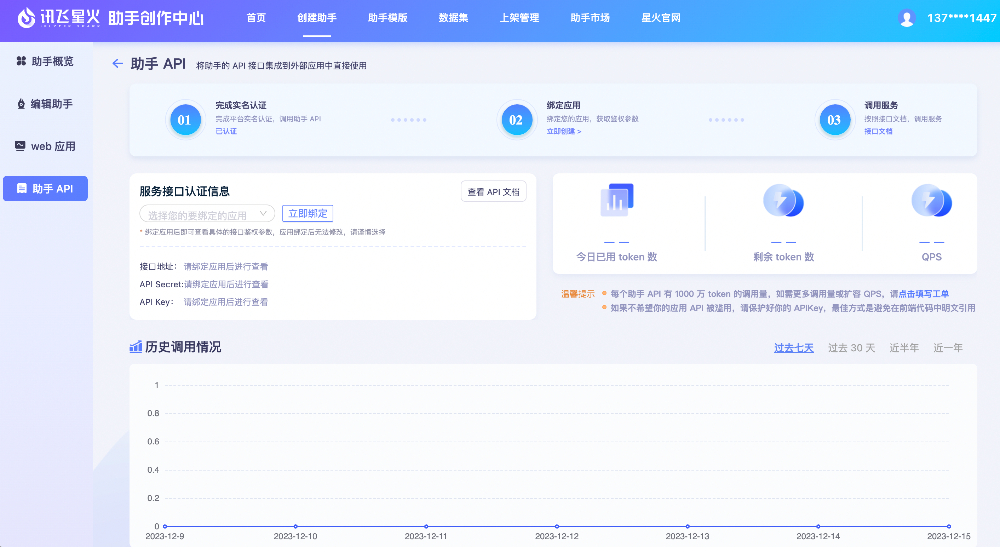 讯飞星火
iFLYTEK SPARK
助手创作中心
首页
创建助手
助手模版
数据集
上架管理
助手市场
星火官网
137****1447
助手概览
编辑助手
web 应用
助手 API
助手 API
将助手的 API 接口集成到外部应用中直接使用
01
完成实名认证
完成平台实名认证，调用助手 API
已认证
02
绑定应用
绑定您的应用，获取鉴权参数
立即创建 >
03
调用服务
按照接口文档，调用服务
接口文档
服务接口认证信息
查看 API 文档
选择您的要绑定的应用
立即绑定
* 绑定应用后即可查看具体的接口鉴权参数，应用绑定后无法修改，请谨慎选择
接口地址： 请绑定应用后进行查看
API Secret:请绑定应用后进行查看
API Key： 请绑定应用后进行查看
今日已用 token 数
剩余 token 数
QPS
温馨提示
每个助手 API 有 1000 万 token 的调用量，如需更多调用量或扩容 QPS，请点击填写工单
如果不希望你的应用 API 被滥用，请保护好你的 APIKey，最佳方式是避免在前端代码中明文引用
历史调用情况
过去七天
过去 30 天
近半年
近一年
1
0.8
0.6
0.4
0.2
0
2023-12-9
2023-12-10
2023-12-11
2023-12-12
2023-12-13
2023-12-14
2023-12-15